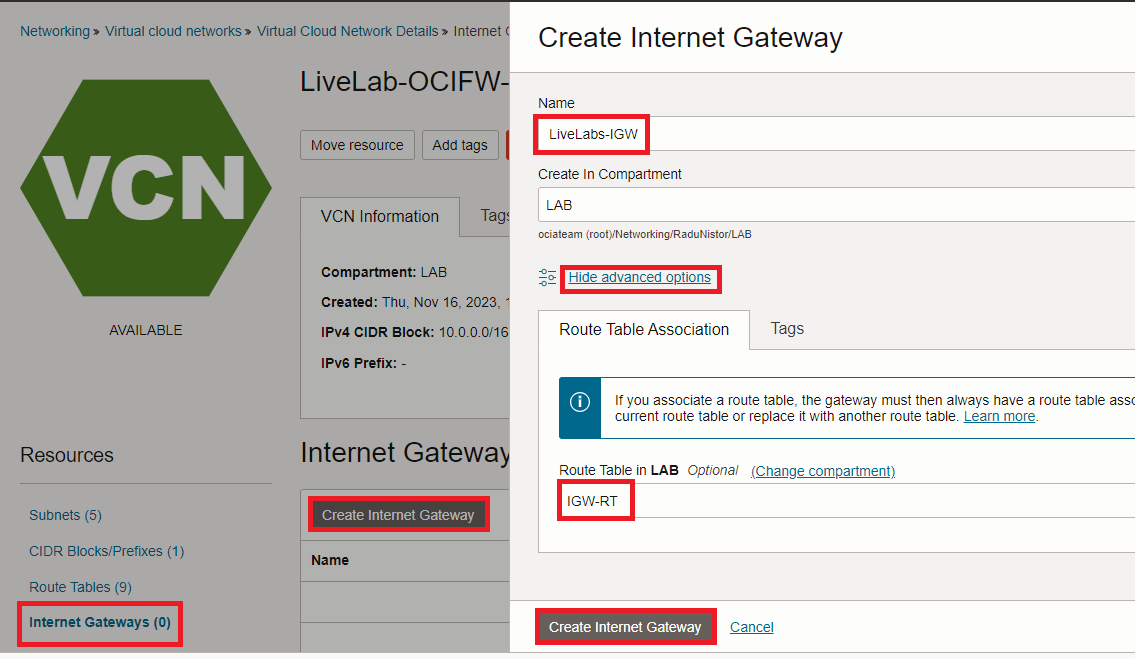 Networking » Virtual cloud networks » Virtual Cloud Network Details » Internet
VCN
AVAILABLE
LiveLab-OCIFW-
Move resource
Add tags
VCN Information
Tags
Compartment: LAB
Created: Thu, Nov 16, 2023,
IPv4 CIDR Block: 10.0.0.0/16
IPv6 Prefix: -
Resources
Subnets (5)
CIDR Blocks/Prefixes (1)
Route Tables (9)
Internet Gateways (0)
Internet Gateway
Create Internet Gateway
Name
Create Internet Gateway
Name
LiveLabs-IGW
Create In Compartment
LAB
ociateam (root)/Networking/RaduNistor/LAB
Hide advanced options
Route Table Association
Tags
If you associate a route table, the gateway must then always have a route table
current route table or replace it with another route table. Learn more.
Route Table in LAB Optional (Change compartment)
IGW-RT
Create Internet Gateway
Cancel